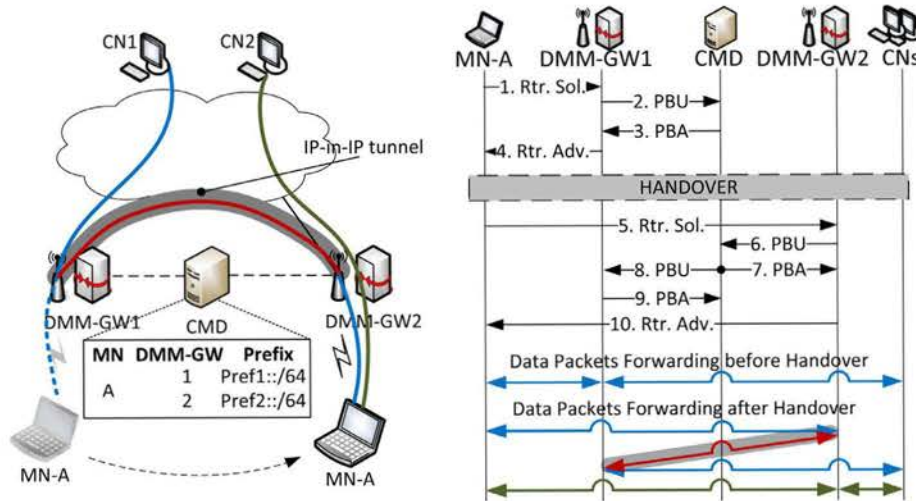 CN1
CN2
IP-in-IP tunnel
DMM-GW1
CMD
DMM-GW2
MN DMM-GW Prefix
A
1 Pref1::/64
2 Pref2::/64
MN-A
MN-A
MN-A DMM-GW1 CMD DMM-GW2 CNs
1. Rtr. Sol.
2. PBU
3. PBA
4. Rtr. Adv.
HANDOVER
5. Rtr. Sol.
6. PBU
8. PBU 7. PBA
9. PBA
10. Rtr. Adv.
Data Packets Forwarding before Handover
Data Packets Forwarding after Handover